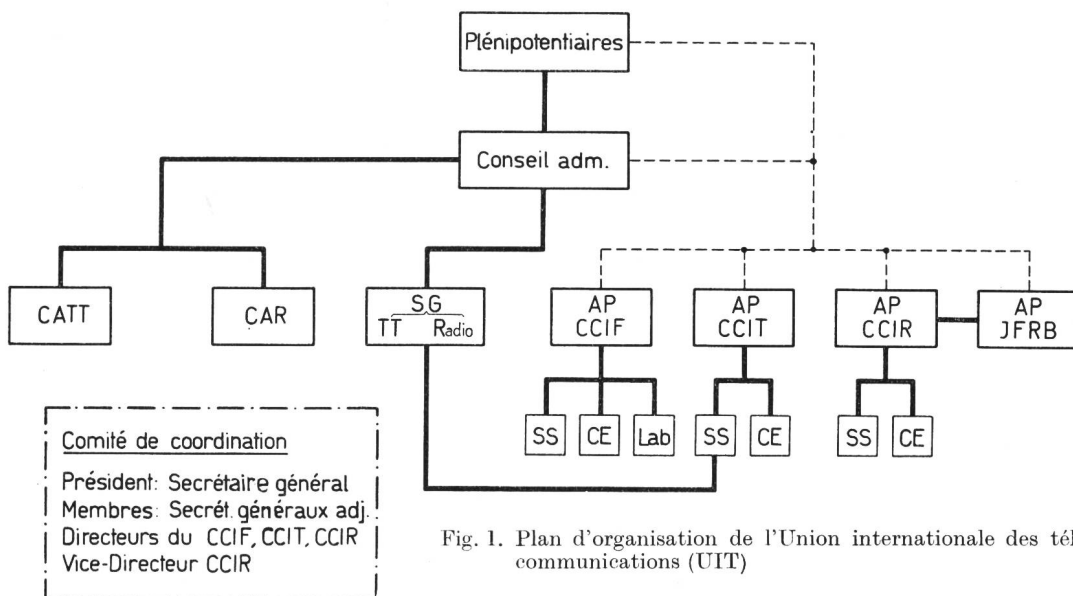 Plénipotentiaires
Conseil adm.
CATT
CAR
S.G
TT Radio
AP
CCIF
AP
CCIT
AP
CCIR
AP
JFRB
SS
CE
Lab
SS
CE
SS
CE
Comité de coordination
Président: Secrétaire général
Membres: Secrét. généraux adj.
Directeurs du CCIF, CCIT, CCIR
Vice-Directeur CCIR
Fig. 1. Plan d'organisation de l'Union internationale des télé
communications (UIT)